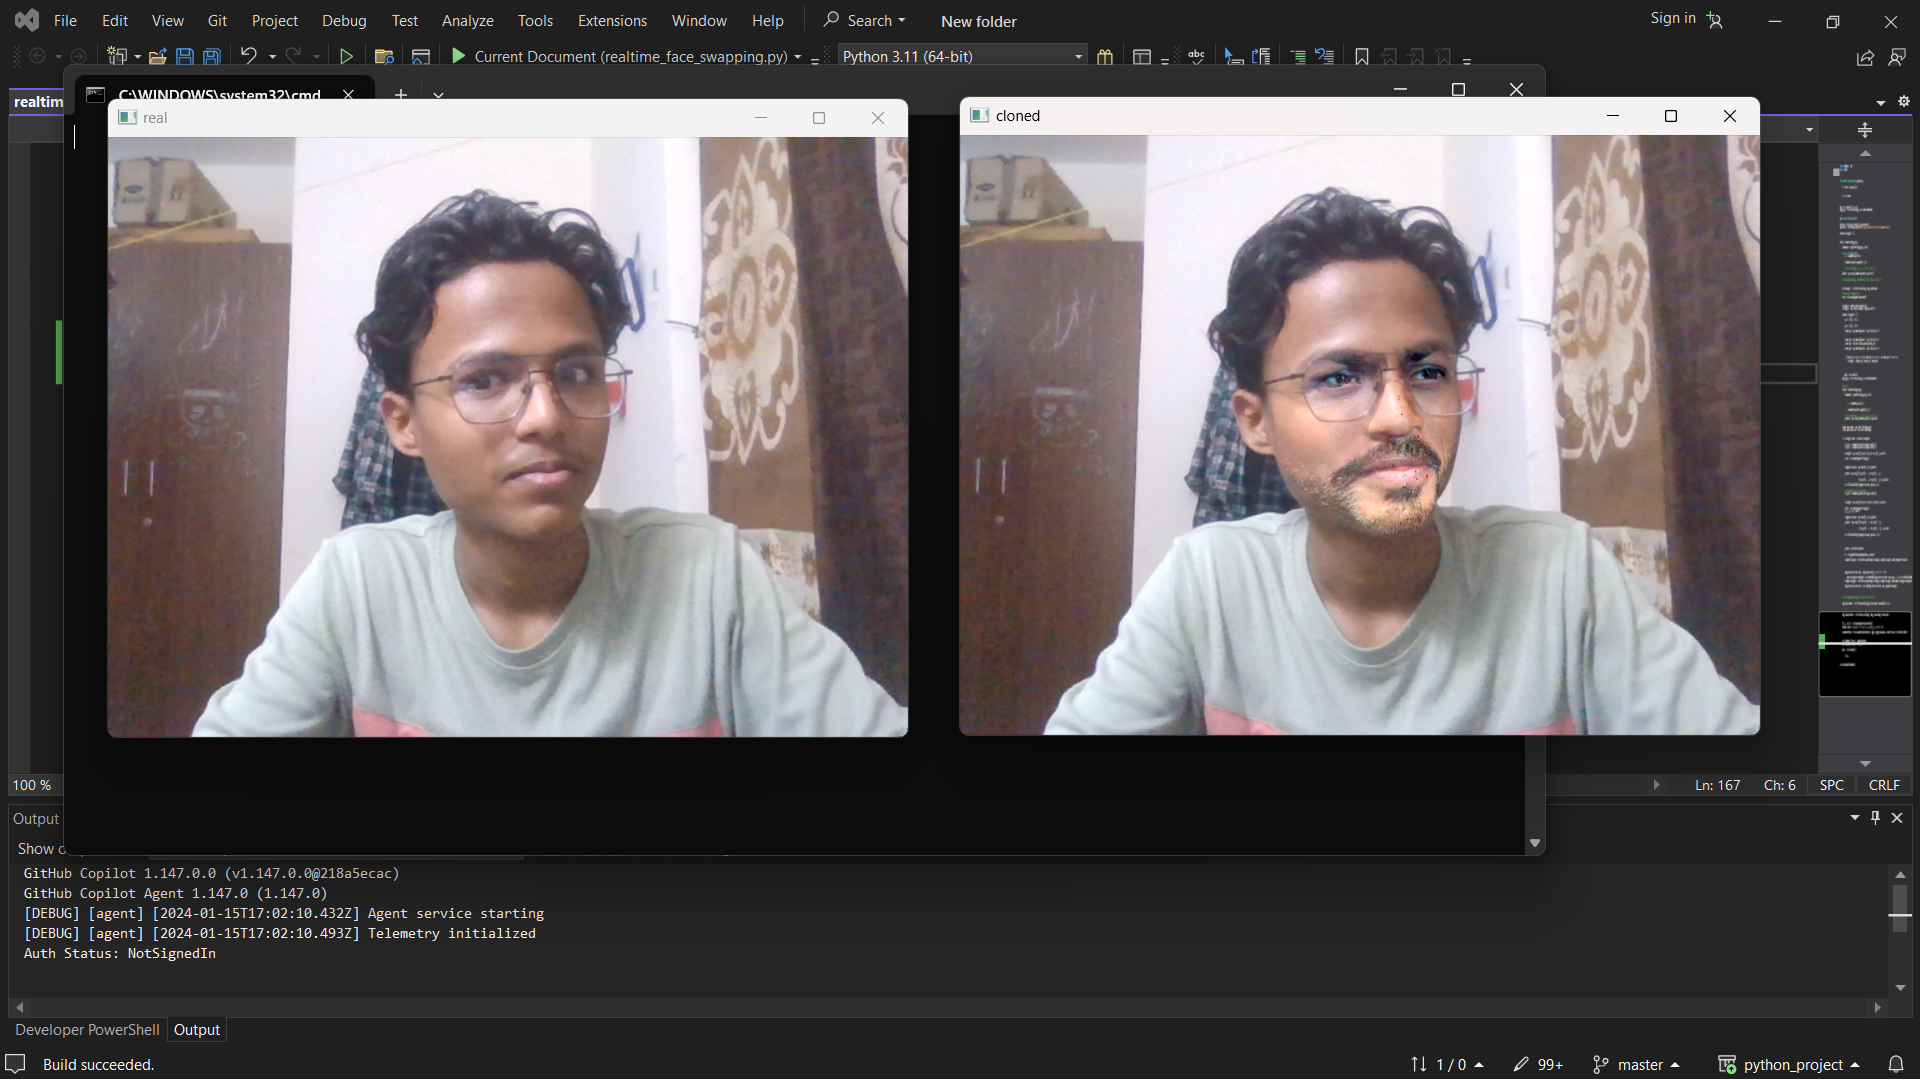 File Edit View Git Project Debug Test Analyze Tools Extensions Window Help Search New folder Sign in
Current Document (realtime_face_swapping.py) Python 3.11 (64-bit)
realtim C:\WINDOWS\system32\cmd
real
cloned
100 % Ln: 167 Ch: 6 SPC CRLF
Output
Show o
GitHub Copilot 1.147.0.0 (v1.147.0.0@218a5ecac)
GitHub Copilot Agent 1.147.0 (1.147.0)
[DEBUG] [agent] [2024-01-15T17:02:10.432Z] Agent service starting
[DEBUG] [agent] [2024-01-15T17:02:10.493Z] Telemetry initialized
Auth Status: NotSignedIn
Developer PowerShell Output
Build succeeded. 1 / 0 99+ master python_project